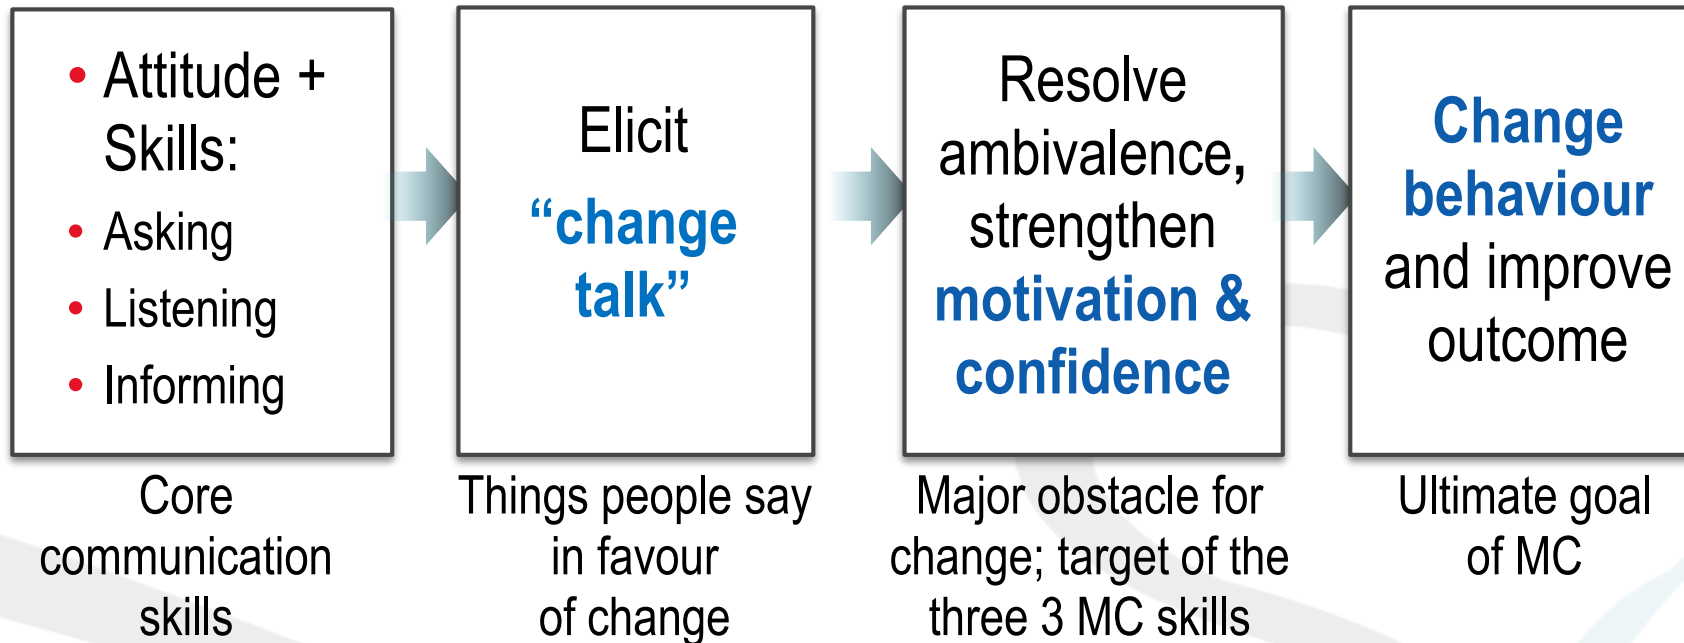 • Attitude +
Skills:
• Asking
• Listening
• Informing
Core
communication
skills
Elicit
“change
talk”
Things people say
in favour
of change
Resolve
ambivalence,
strengthen
motivation &
confidence
Major obstacle for
change; target of the
three 3 MC skills
Change
behaviour
and improve
outcome
Ultimate goal
of MC